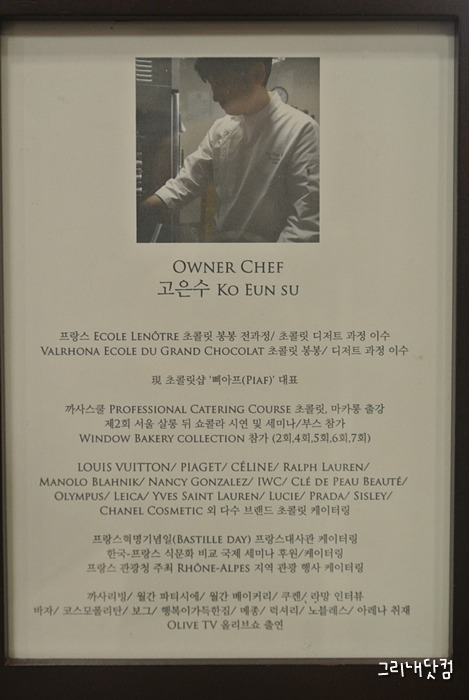 OWNER CHEF
고은수 KO EUN SU
프랑스 ECOLE LENÔTRE 초콜릿 봉봉 전과정/ 초콜릿 디저트 과정 이수
VALRHONA ECOLE DU GRAND CHOCOLAT 초콜릿 봉봉/ 디저트 과정 이수
現 초콜릿샵 '삐아프(PIAF)' 대표
까사스쿨 PROFESSIONAL CATERING COURSE 초콜릿, 마카롱 출강
제2회 서울 살롱 뒤 쇼콜라 시연 및 세미나/부스 참가
WINDOW BAKERY COLLECTION 참가 (2회,4회,5회,6회,7회)
LOUIS VUITTON/ PIAGET/ CÉLINE/ RALPH LAUREN/
MANOLO BLAHNIK/ NANCY GONZALEZ/ IWC/ CLÉ DE PEAU BEAUTÉ/
OLYMPUS/ LEICA/ YVES SAINT LAUREN/ LUCIE/ PRADA/ SISLEY/
CHANEL COSMETIC 외 다수 브랜드 초콜릿 케이터링
프랑스혁명기념일(BASTILLE DAY) 프랑스대사관 케이터링
한국-프랑스 식문화 비교 국제 세미나 후원/케이터링
프랑스 관광청 주최 RHÔNE-ALPES 지역 관광 행사 케이터링
까사리빙/ 월간 파티시에/ 월간 베이커리/ 쿠켄/ 란망 인터뷰
바자/ 코스모폴리탄/ 보그/ 행복이가득한집/ 메종/ 럭셔리/ 노블레스/ 아레나 취재
OLIVE TV 올리브쇼 출연
그리내닷컴